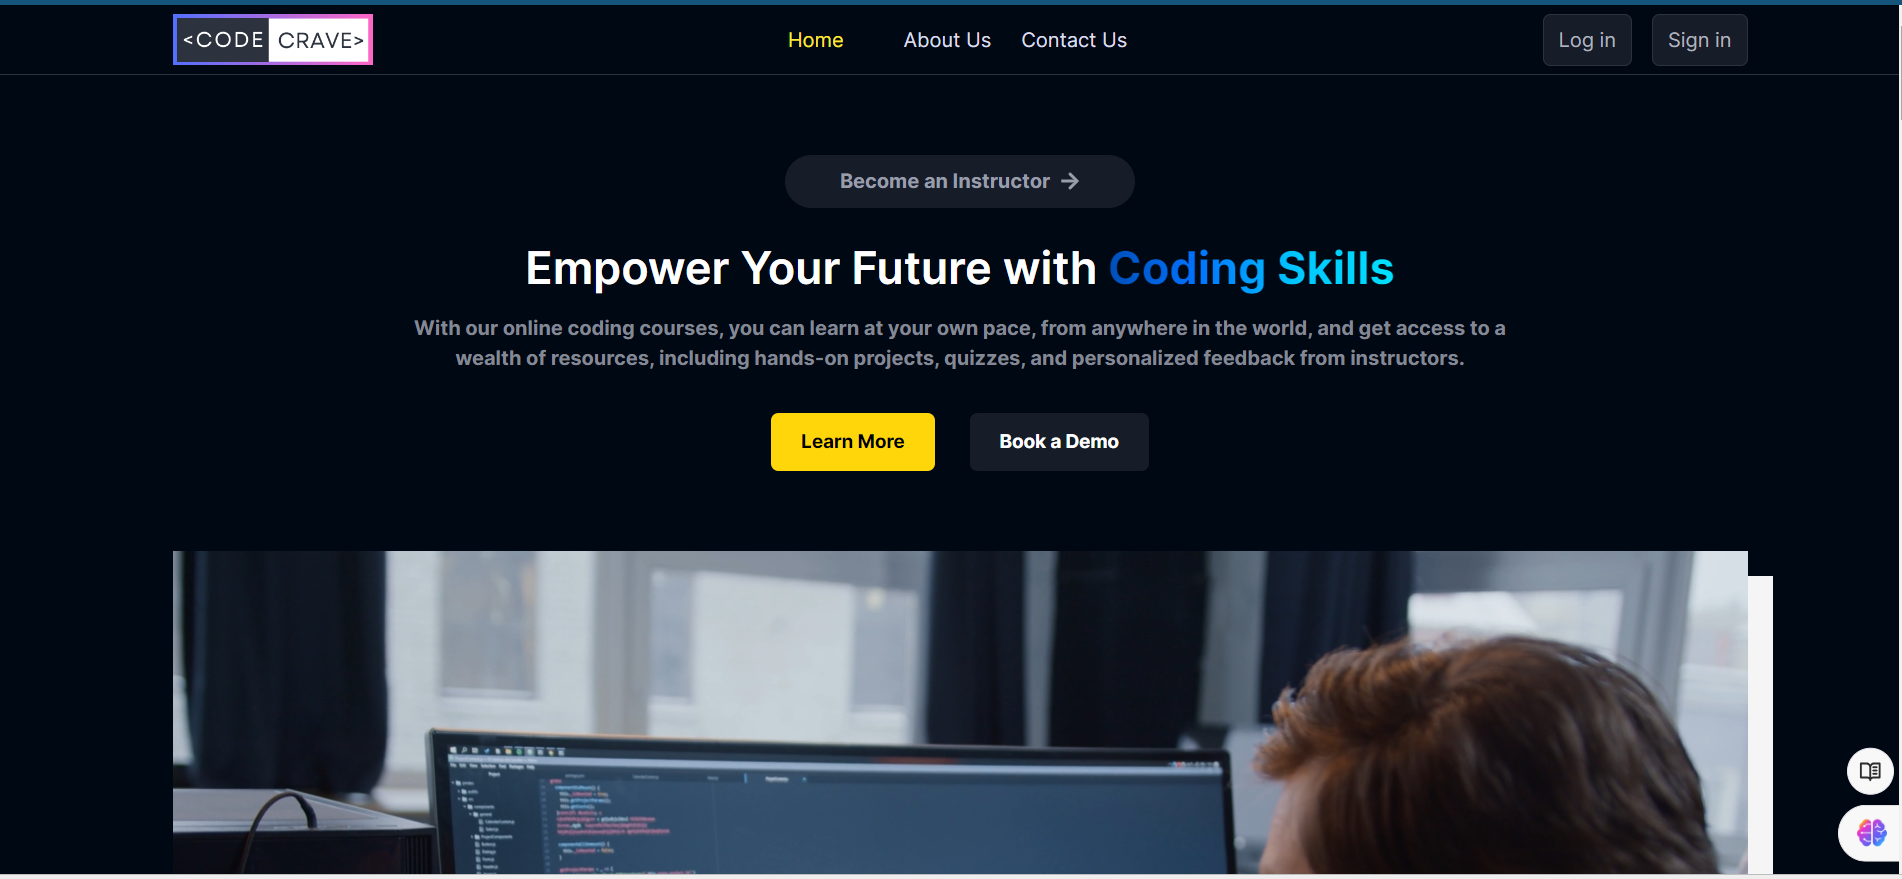 <CODE CRAVE>
Home About Us Contact Us
Log in Sign in
Become an Instructor →
Empower Your Future with Coding Skills
With our online coding courses, you can learn at your own pace, from anywhere in the world, and get access to a
wealth of resources, including hands-on projects, quizzes, and personalized feedback from instructors.
Learn More Book a Demo